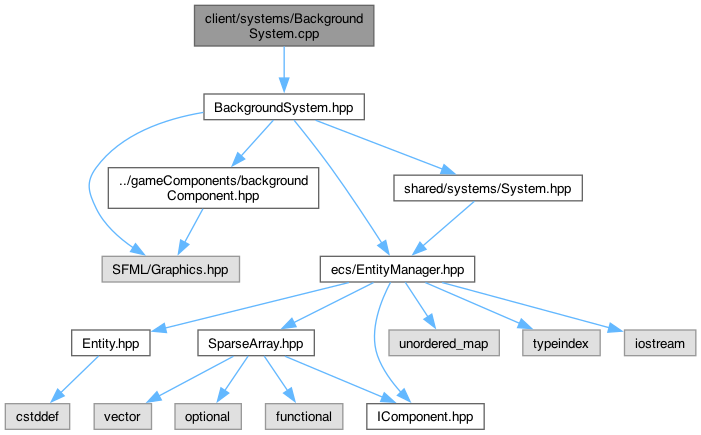 client/systems/Background
System.cpp
BackgroundSystem.hpp
../gameComponents/background
Component.hpp
shared/systems/System.hpp
SFML/Graphics.hpp
ecs/EntityManager.hpp
Entity.hpp
SparseArray.hpp
unordered_map
typeindex
iostream
cstddef
vector
optional
functional
IComponent.hpp